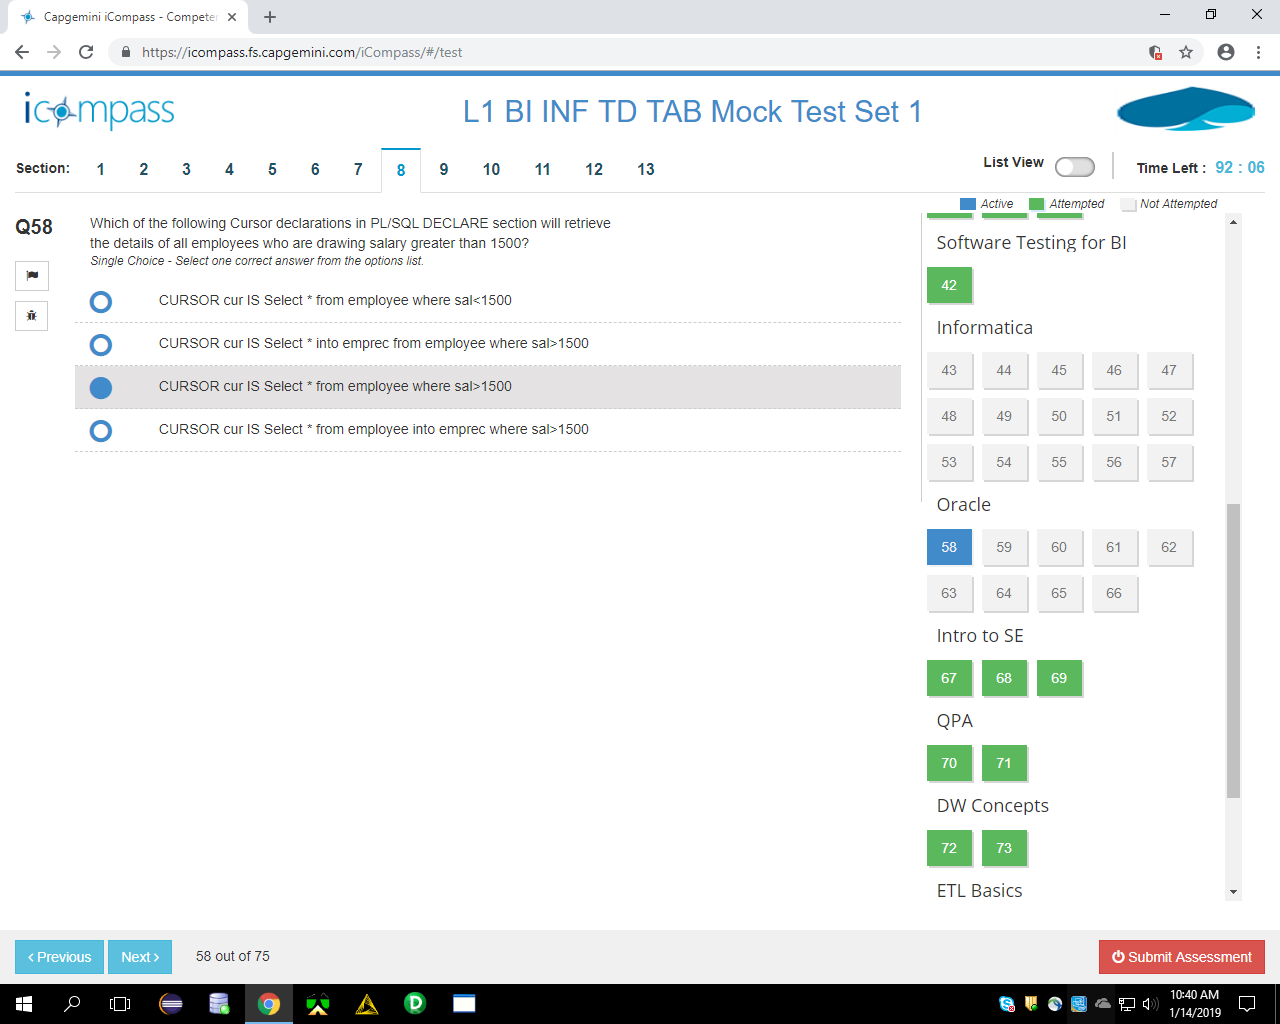 Capgemini iCompass - Compete
https://icompass.fs.capgemini.com/iCompass/#/test
icompass
L1 BI INF TD TAB Mock Test Set 1
Section: 1 2 3 4 5 6 7 8 9 10 11 12 13
List View
Time Left : 92 : 06
Active Attempted Not Attempted
Q58
Which of the following Cursor declarations in PL/SQL DECLARE section will retrieve
the details of all employees who are drawing salary greater than 1500?
Single Choice - Select one correct answer from the options list.
CURSOR cur IS Select * from employee where sal<1500
CURSOR cur IS Select * into emprec from employee where sal>1500
CURSOR cur IS Select * from employee where sal>1500
CURSOR cur IS Select * from employee into emprec where sal>1500
Software Testing for BI
42
Informatica
43 44 45 46 47
48 49 50 51 52
53 54 55 56 57
Oracle
58 59 60 61 62
63 64 65 66
Intro to SE
67 68 69
QPA
70 71
DW Concepts
72 73
ETL Basics
‹ Previous
Next ›
58 out of 75
Submit Assessment
10:40 AM
1/14/2019